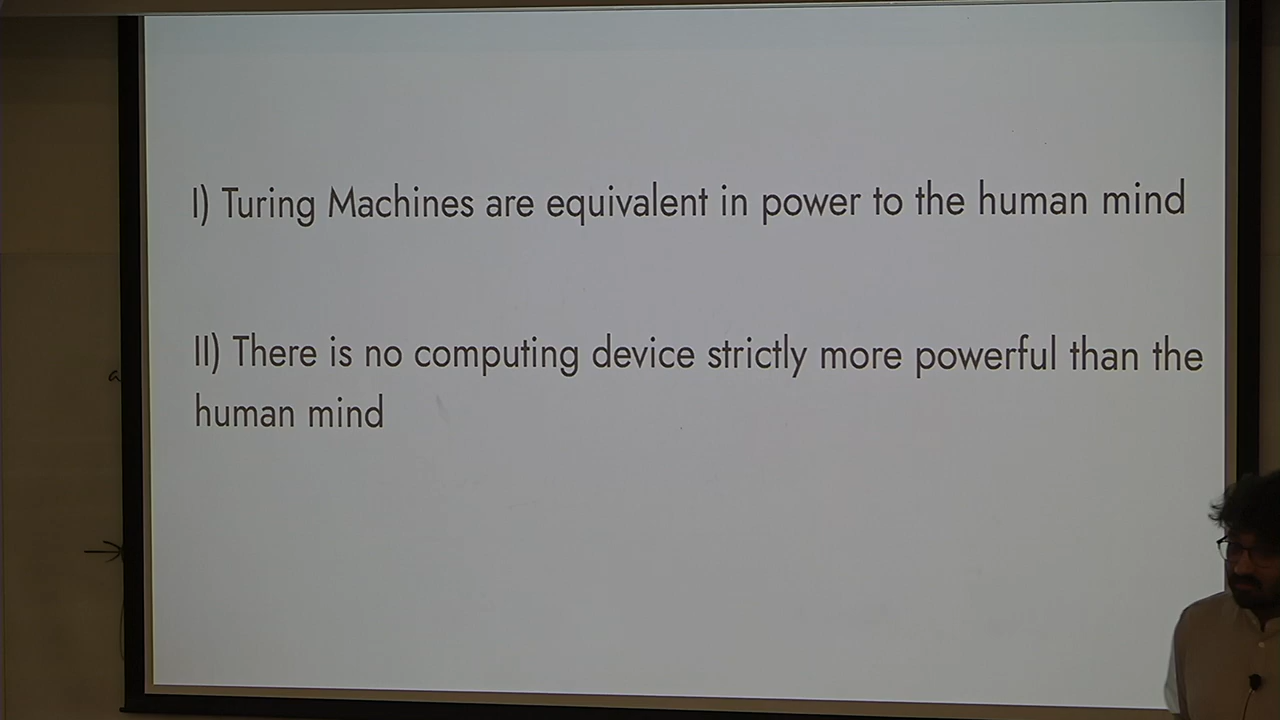 I) Turing Machines are equivalent in power to the human mind
II) There is no computing device strictly more powerful than the
human mind
a